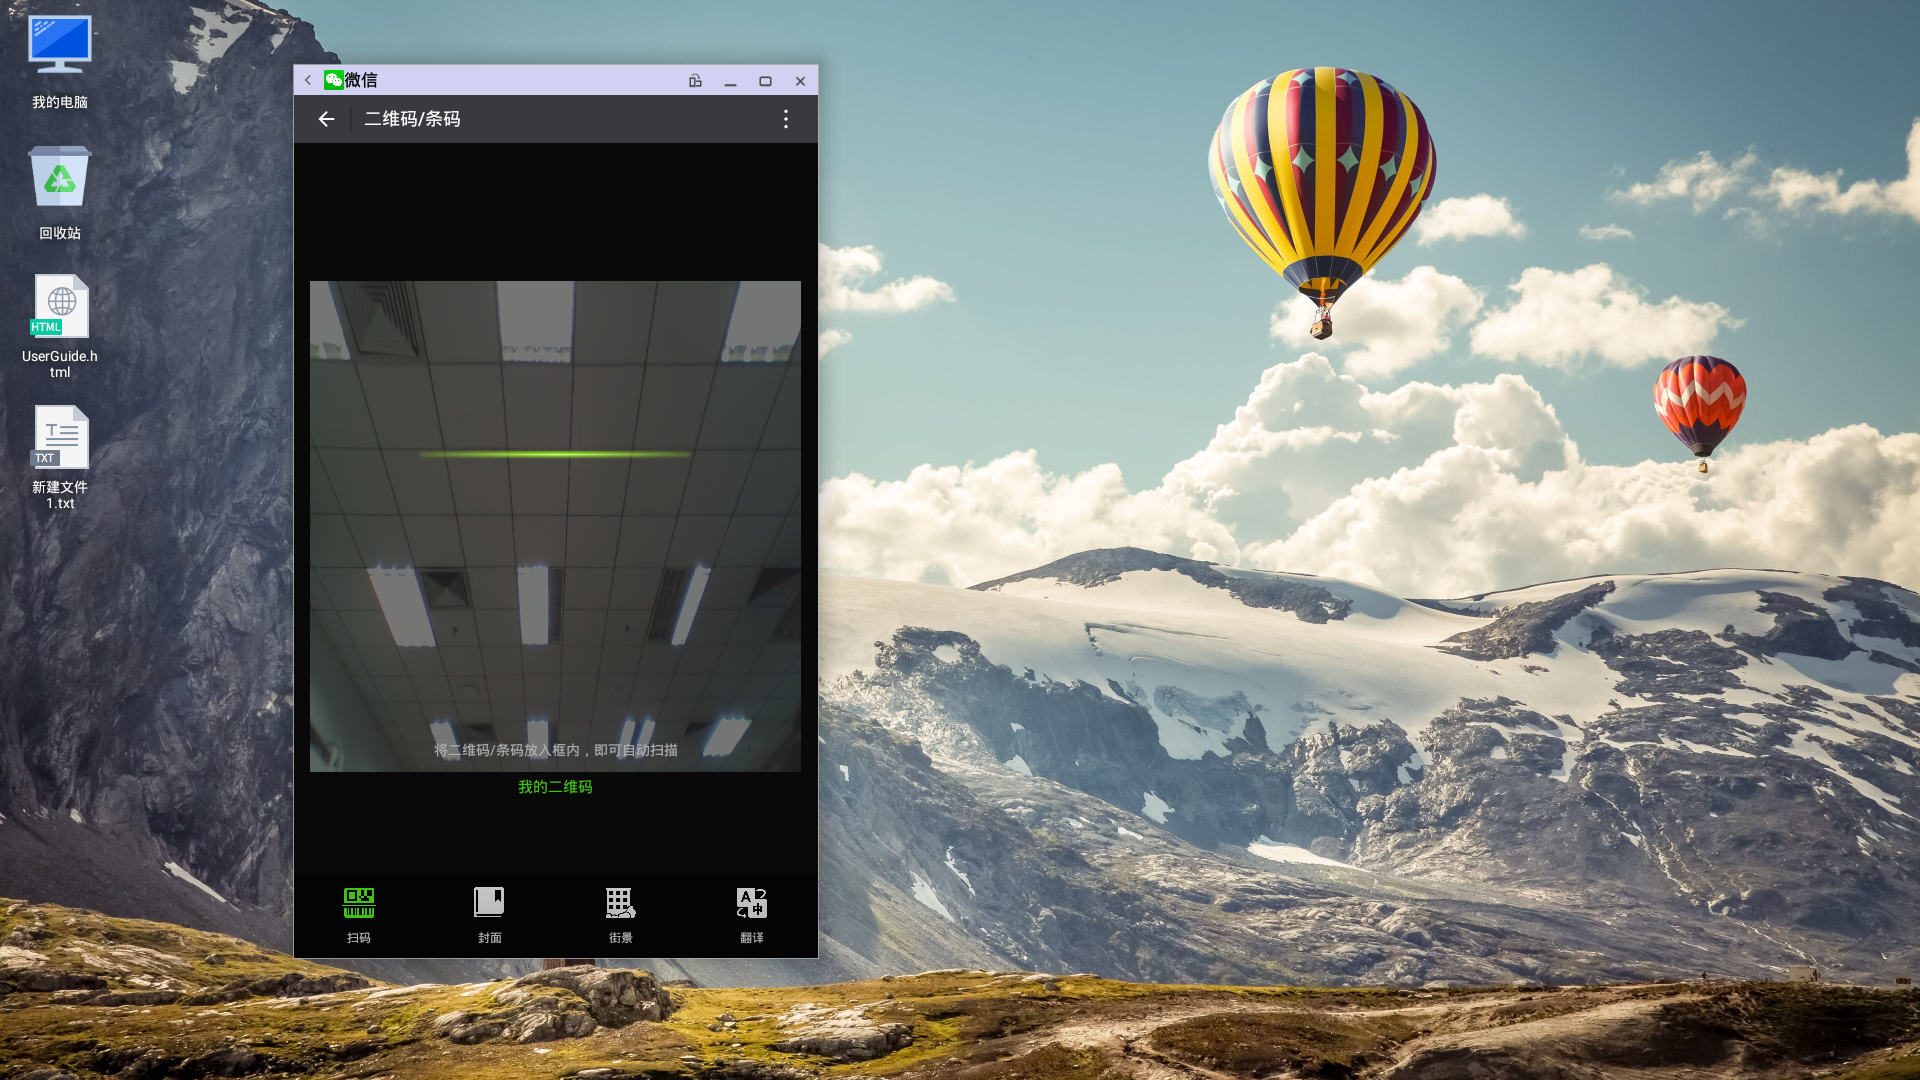 我的电脑
回收站
HTML
UserGuide.h
tml
TXT
新建文件
1.txt
微信
二维码/条码
将二维码/条码放入框内，即可自动扫描
我的二维码
扫码
封面
街景
A 中
翻译